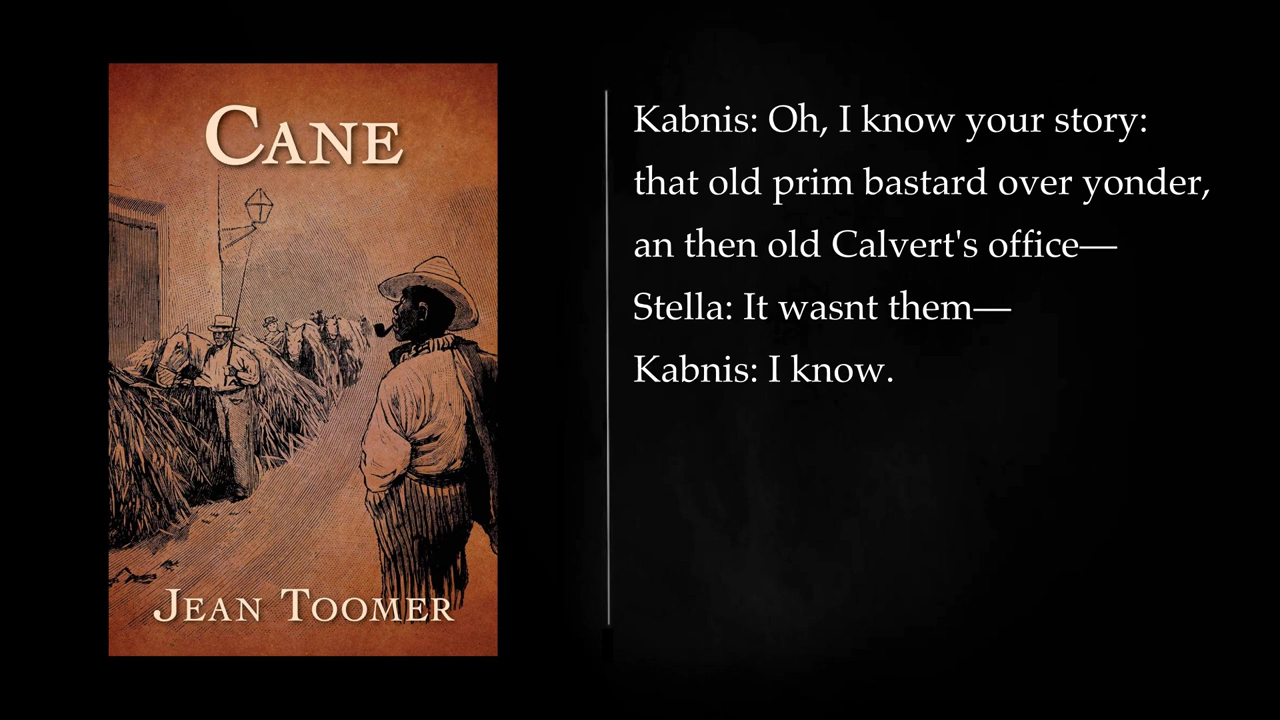 CANE
JEAN TOOMER
Kabnis: Oh, I know your story:
that old prim bastard over yonder,
an then old Calvert's office—
Stella: It wasnt them—
Kabnis: I know.